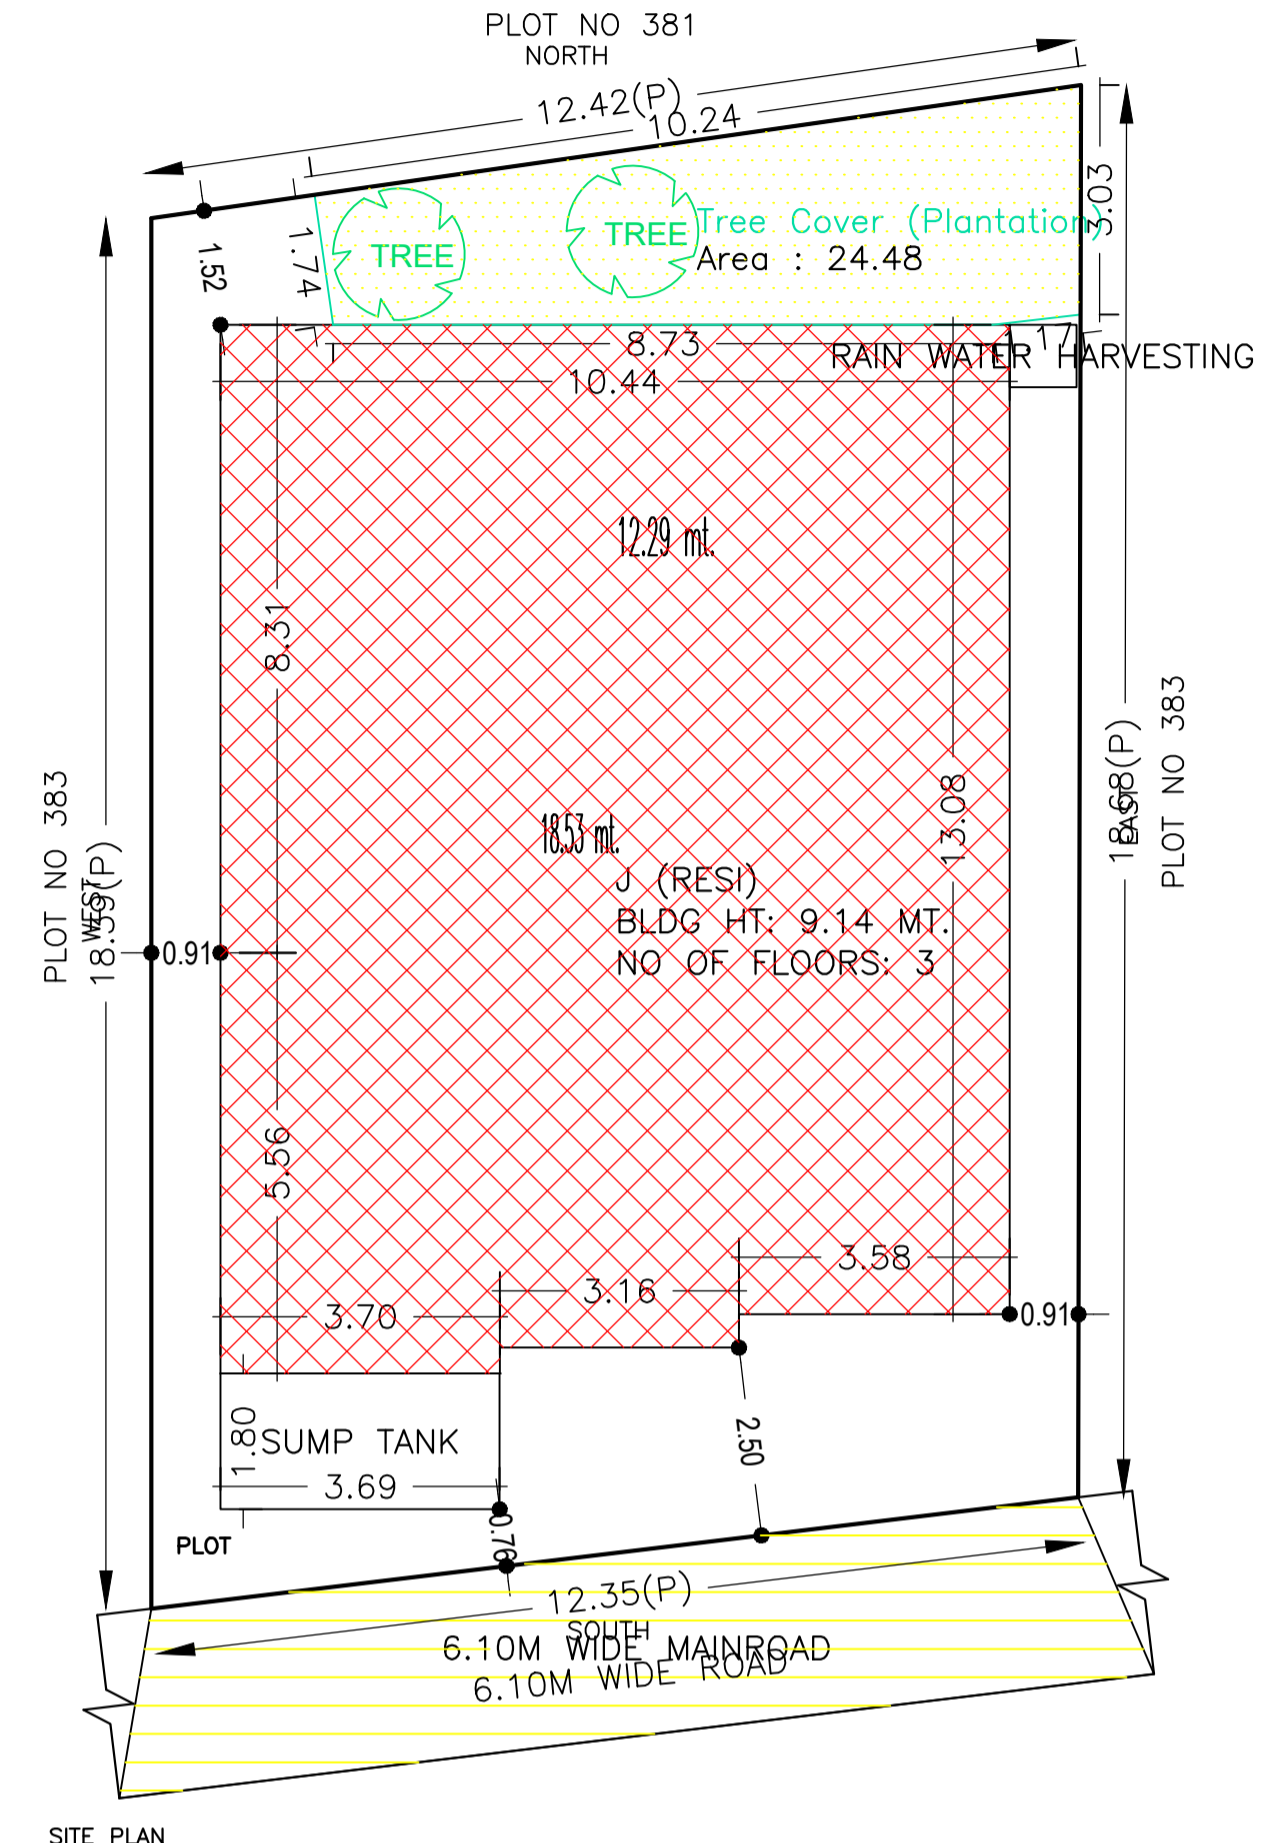 PLOT NO 381
NORTH
12.42(P)
10.24
3.03
1.52
1.74
TREE
TREE
Tree Cover (Plantation)
Area : 24.48
8.73
17
RAIN WATER HARVESTING
10.44
12.29 mt.
8.31
13.08
18.53 mt.
J (RESI)
BLDG HT: 9.14 MT.
NO OF FLOORS: 3
PLOT NO 383
WEST
18.59(P)
0.91
18.68(P)
EAST
PLOT NO 383
5.56
3.58
3.16
3.70
0.91
1.80
SUMP TANK
3.69
2.50
0.76
PLOT
12.35(P)
SOUTH
6.10M WIDE MAINROAD
6.10M WIDE ROAD
SITE PLAN